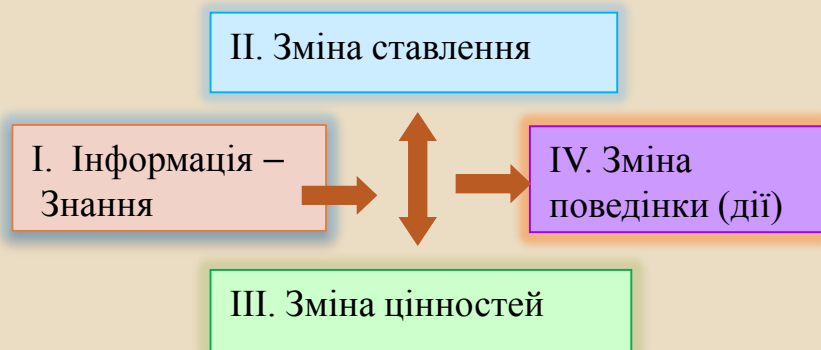 II. Зміна ставлення
I. Інформація –
Знання
IV. Зміна
поведінки (дії)
III. Зміна цінностей